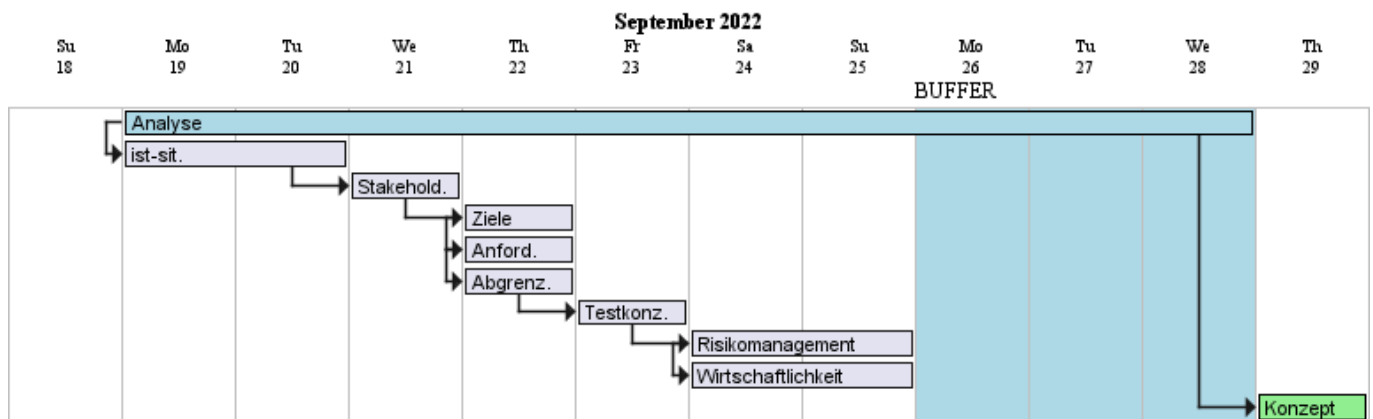 September 2022
Su Mo Tu We Th Fr Sa Su Mo Tu We Th
18 19 20 21 22 23 24 25 26 27 28 29
BUFFER
Analyse
ist-sit.
Stakehold.
Ziele
Anford.
Abgrenz.
Testkonz.
Risikomanagement
Wirtschaftlichkeit
Konzept